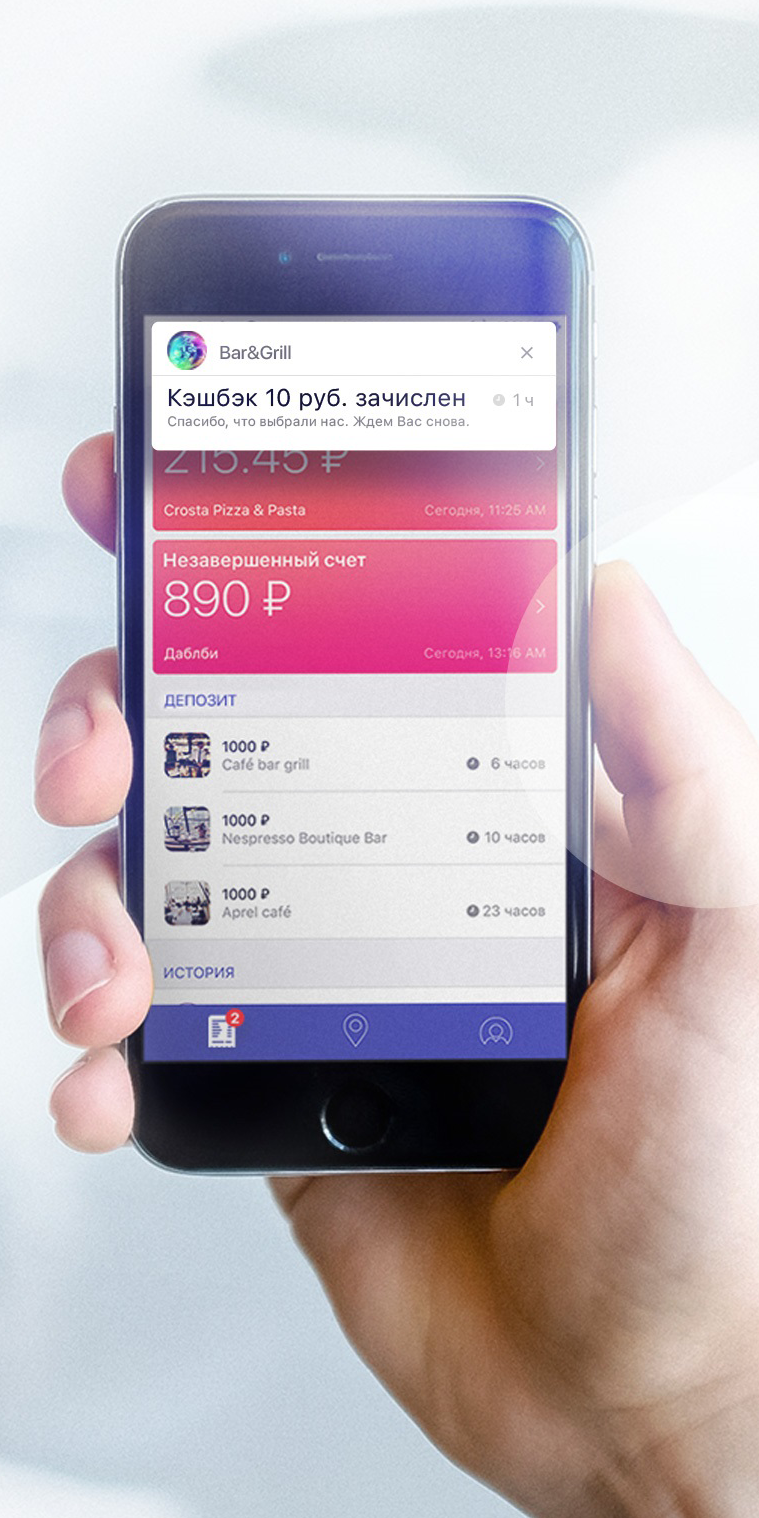 Bar&Grill
Кэшбэк 10 руб. зачислен 1 ч
Спасибо, что выбрали нас. Ждем Вас снова.
215.45 ₽
Crosta Pizza & Pasta Сегодня, 11:25 AM
Незавершенный счет
890 ₽
Даблби Сегодня, 13:16 AM
ДЕПОЗИТ
1000 ₽
Café bar grill 6 часов
1000 ₽
Nespresso Boutique Bar 10 часов
1000 ₽
Aprel café 23 часов
ИСТОРИЯ
2